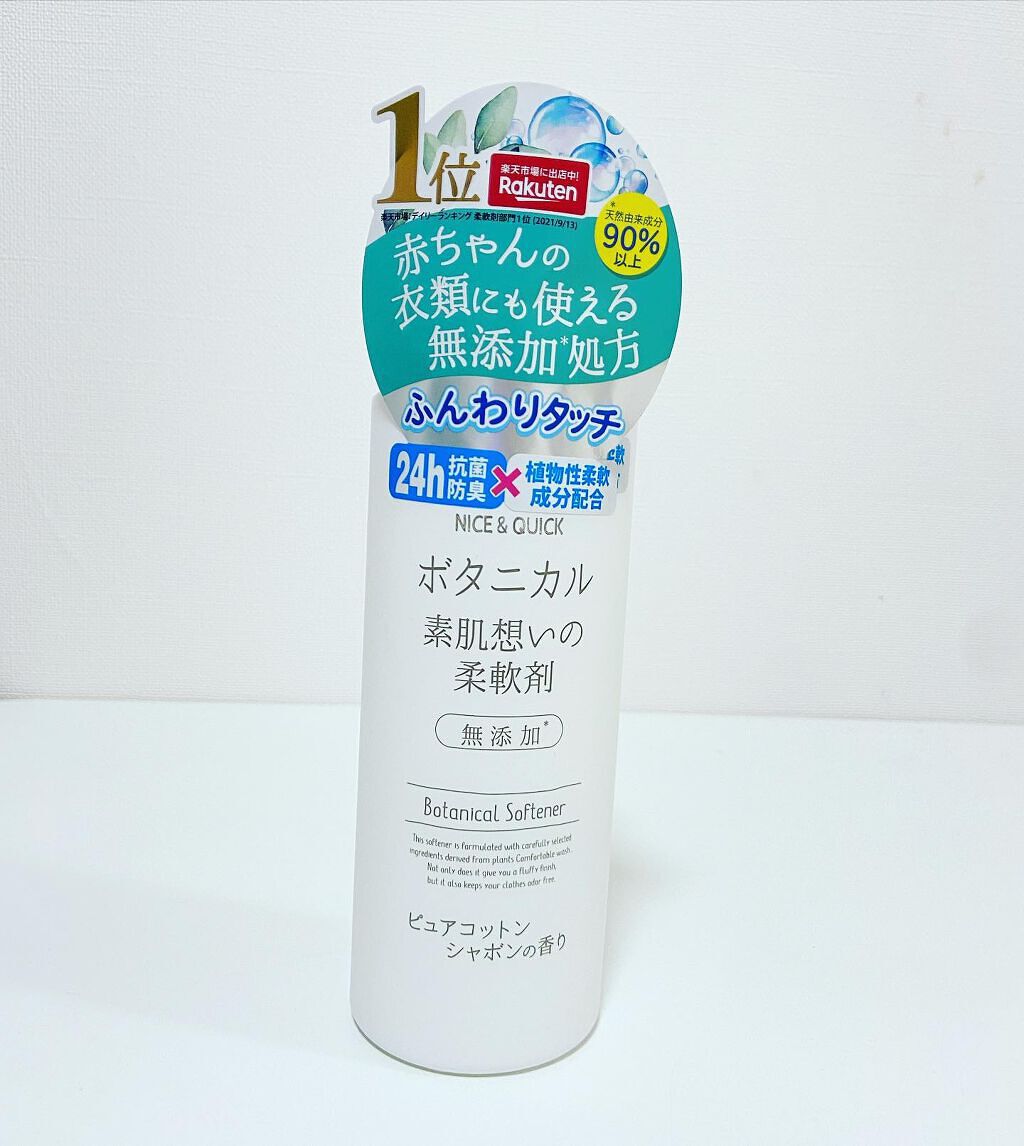 1位
楽天市場に出店中!
Rakuten
楽天市場 デイリーランキング 柔軟剤部門1位 (2021/9/13)
*
天然由来成分
90%
以上
赤ちゃんの
衣類にも使える
無添加*処方
ふんわりタッチ
24h 抗菌
防臭
×
植物性柔軟
成分配合
NICE & QUICK
ボタニカル
素肌想いの
柔軟剤
無添加*
Botanical Softener
This softener is formulated with carefully selected
ingredients derived from plants Comfortable wash.
Not only does it give you a fluffy finish,
but it also keeps your clothes odor free.
ピュアコットン
シャボンの香り